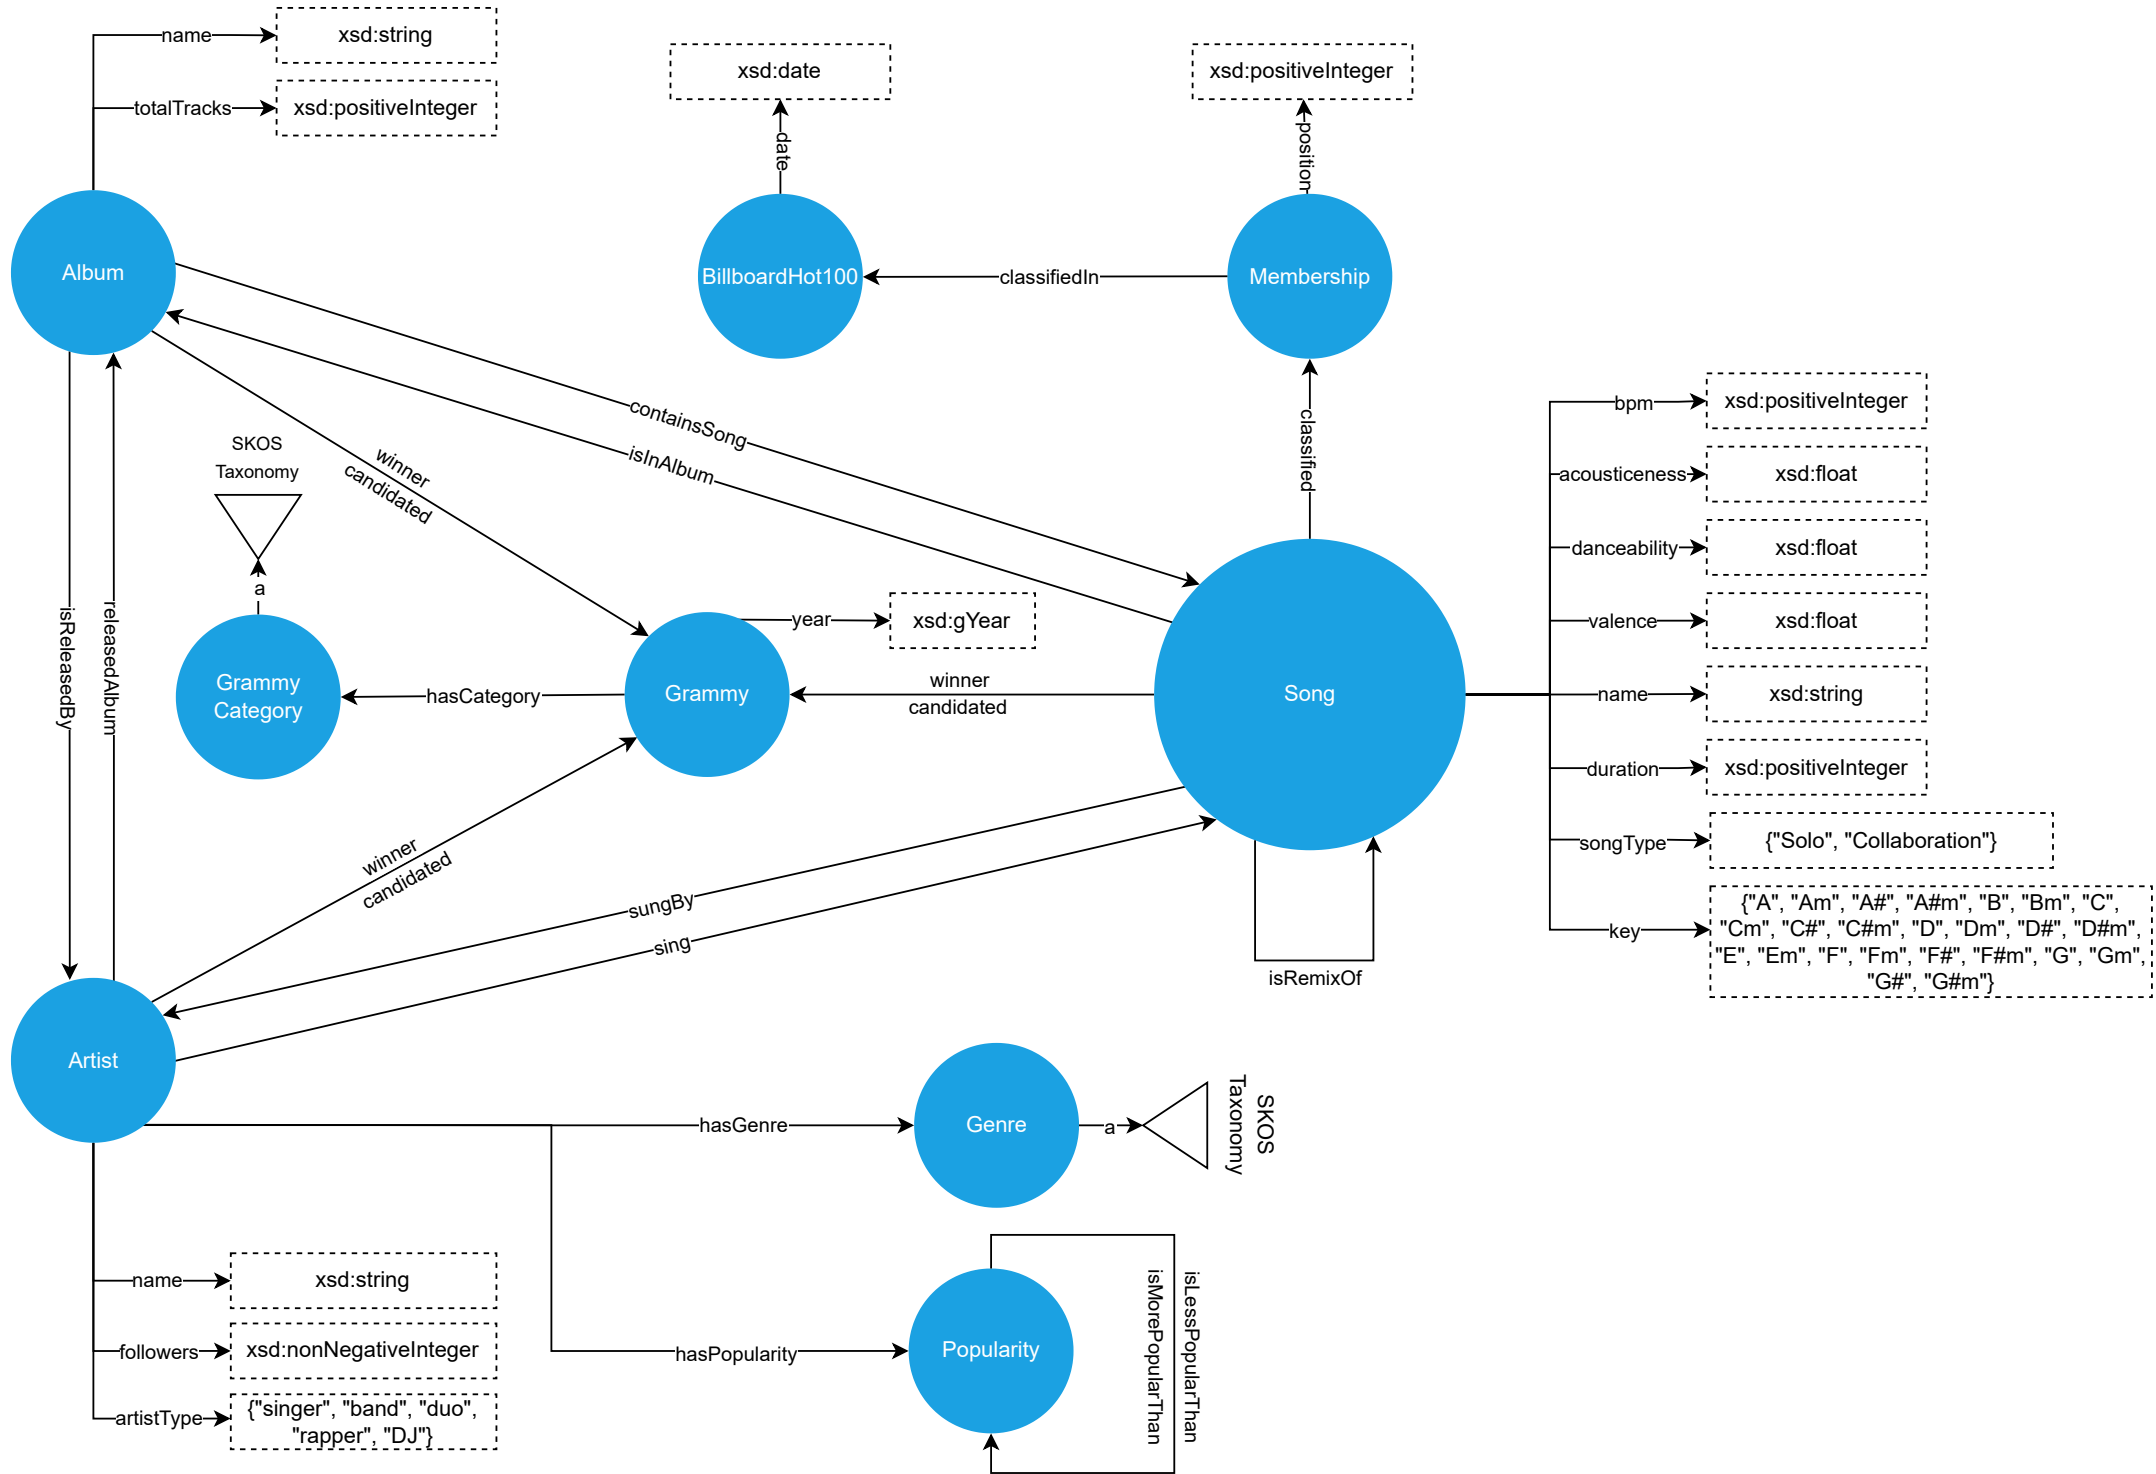 name
xsd:string
totalTracks
xsd:positiveInteger
xsd:date
xsd:positiveInteger
date
position
Album
BillboardHot100
classifiedIn
Membership
containsSong
isInAlbum
winner
candidated
SKOS
Taxonomy
a
classified
bpm
xsd:positiveInteger
acousticeness
xsd:float
danceability
xsd:float
valence
xsd:float
name
xsd:string
duration
xsd:positiveInteger
songType
{"Solo", "Collaboration"}
key
{"A", "Am", "A#", "A#m", "B", "Bm", "C",
"Cm", "C#", "C#m", "D", "Dm", "D#", "D#m",
"E", "Em", "F", "Fm", "F#", "F#m", "G", "Gm",
"G#", "G#m"}
isReleasedBy
releasedAlbum
Grammy
Category
hasCategory
Grammy
year
xsd:gYear
winner
candidated
Song
winner
candidated
sungBy
sing
isRemixOf
Artist
hasGenre
Genre
a
SKOS
Taxonomy
hasPopularity
Popularity
isMorePopularThan
isLessPopularThan
name
xsd:string
followers
xsd:nonNegativeInteger
artistType
{"singer", "band", "duo",
"rapper", "DJ"}